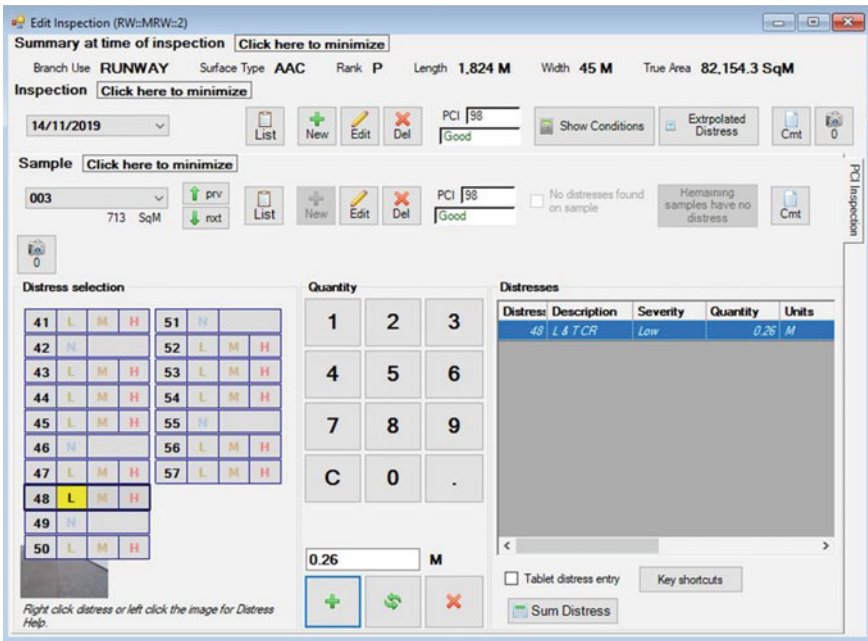 Edit Inspection (RW::MRW::2)
Summary at time of inspection Click here to minimize
Branch Use RUNWAY Surface Type AAC Rank P Length 1,824 M Width 45 M True Area 82,154.3 SqM
Inspection Click here to minimize
14/11/2019 List New Edit Del PCI 98 Good Show Conditions Extrpolated Distress Cmt 0
Sample Click here to minimize
003 prv nxt List New Edit Del PCI 98 Good No distresses found on sample Remaining samples have no distress Cmt
713 SqM
0
PCI Inspection
Distress selection
41 L M H 51 N
42 N 52 L M H
43 L M H 53 L M H
44 L M H 54 L M H
45 L M H 55 N
46 N 56 L M H
47 L M H 57 L M H
48 L M H
49 N
50 L M H
Right click distress or left click the image for Distress
Help.
Quantity
1 2 3
4 5 6
7 8 9
C 0 .
0.26 M
Distresses
Distress Description Severity Quantity Units
48 L & T CR Low 0.26 M
Tablet distress entry Key shortcuts
Sum Distress